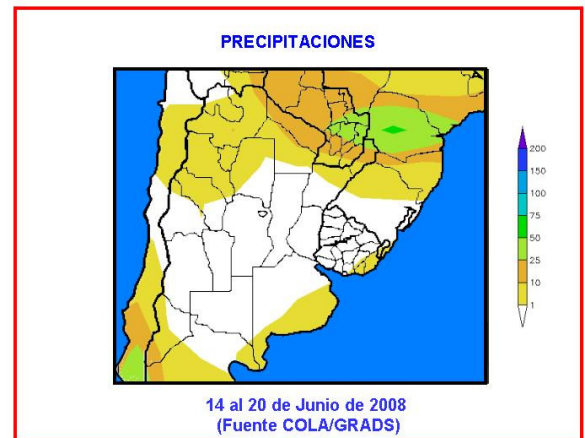 PRECIPITACIONES
200
150
100
75
50
25
10
1
14 al 20 de Junio de 2008
(Fuente COLA/GRADS)